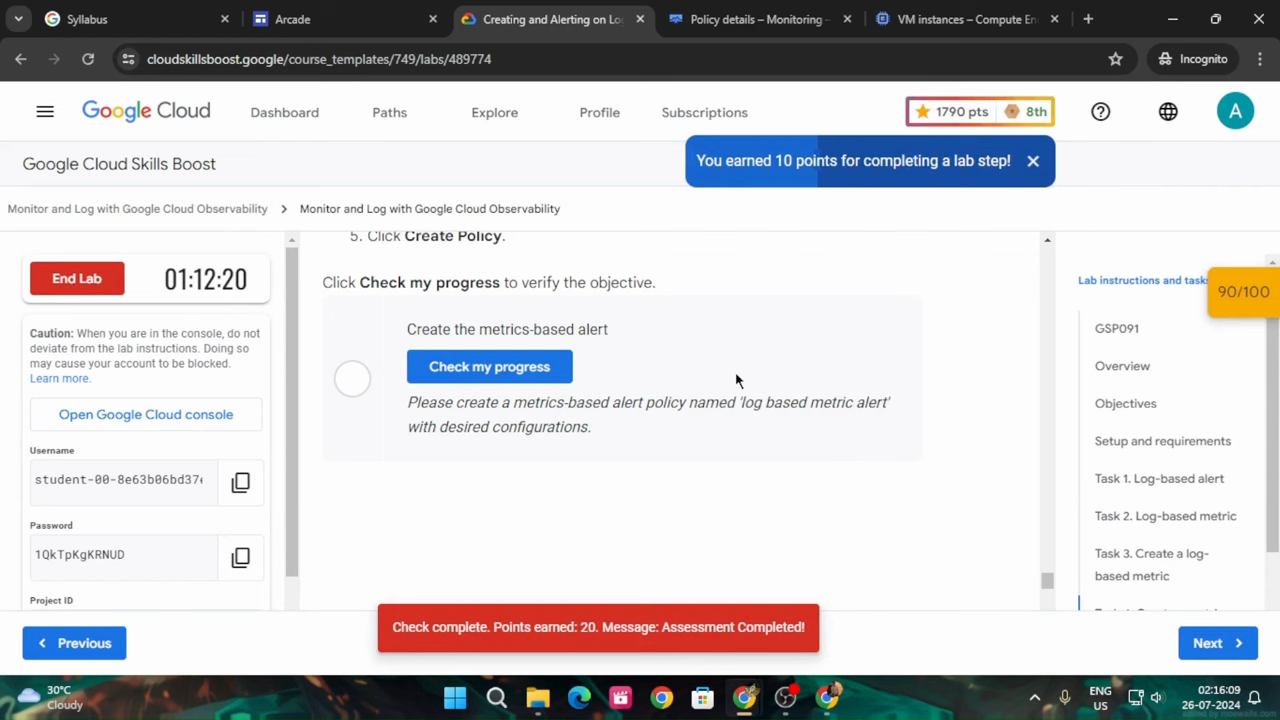 Syllabus
Arcade
Creating and Alerting on Lo
Policy details – Monitoring –
VM instances – Compute En
cloudskillsboost.google/course_templates/749/labs/489774
Incognito
Google Cloud
Dashboard
Paths
Explore
Profile
Subscriptions
1790 pts
8th
A
Google Cloud Skills Boost
You earned 10 points for completing a lab step!
Monitor and Log with Google Cloud Observability
Monitor and Log with Google Cloud Observability
End Lab
01:12:20
Caution: When you are in the console, do not
deviate from the lab instructions. Doing so
may cause your account to be blocked.
Learn more.
Open Google Cloud console
Username
student-00-8e63b06bd37
Password
1QkTpKgKRNUD
Project ID
5. Click Create Policy.
Click Check my progress to verify the objective.
Create the metrics-based alert
Check my progress
Please create a metrics-based alert policy named 'log based metric alert'
with desired configurations.
Lab instructions and tasks
90/100
GSP091
Overview
Objectives
Setup and requirements
Task 1. Log-based alert
Task 2. Log-based metric
Task 3. Create a log-
based metric
Check complete. Points earned: 20. Message: Assessment Completed!
Previous
Next
30°C
Cloudy
ENG
US
02:16:09
26-07-2024